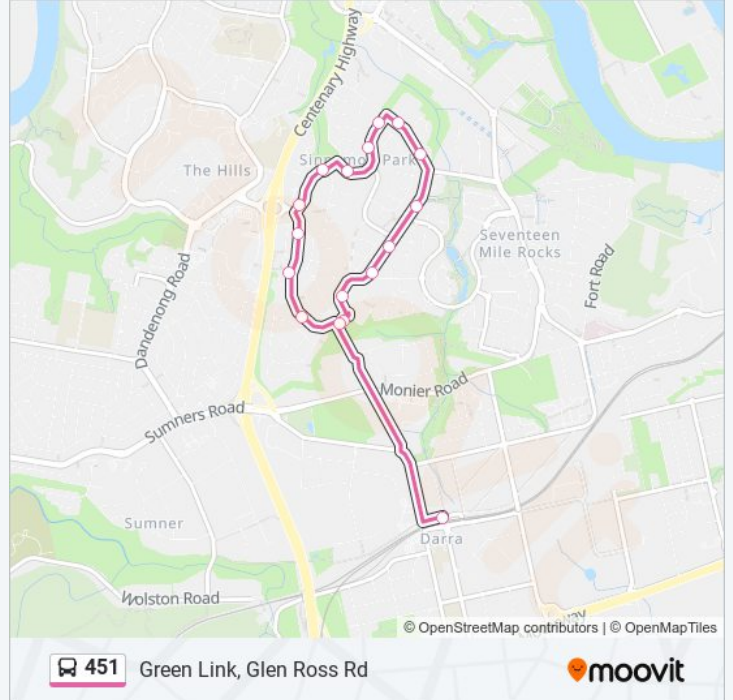 Centenary Highway
The Hills
Sinnamon Park
Seventeen
Mile Rocks
Fort Road
Dandenong Road
Monier Road
Sumners Road
Sumner
Darra
Wolston Road
© OpenStreetMap contributors | © OpenMapTiles
451
Green Link, Glen Ross Rd
moovit